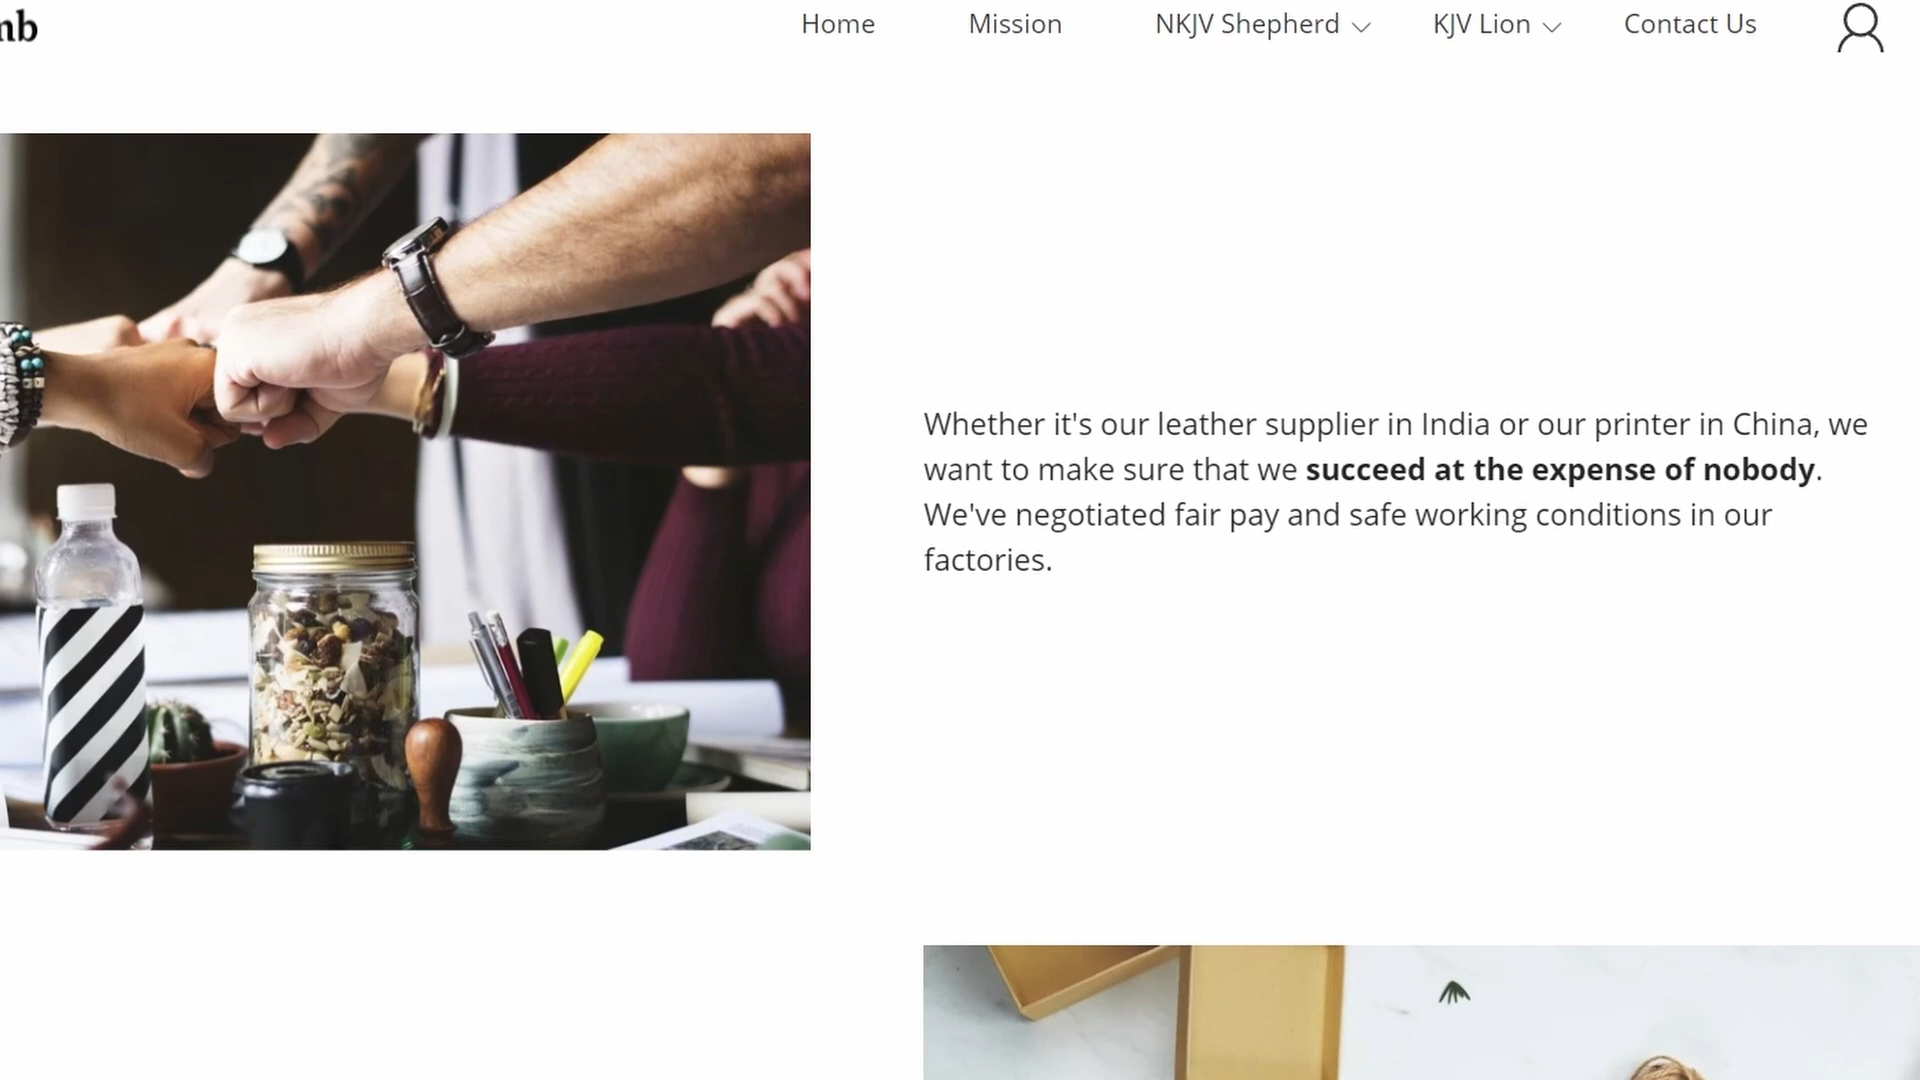 Home
Mission
NKJV Shepherd
KJV Lion
Contact Us
Whether it's our leather supplier in India or our printer in China, we
want to make sure that we succeed at the expense of nobody.
We've negotiated fair pay and safe working conditions in our
factories.